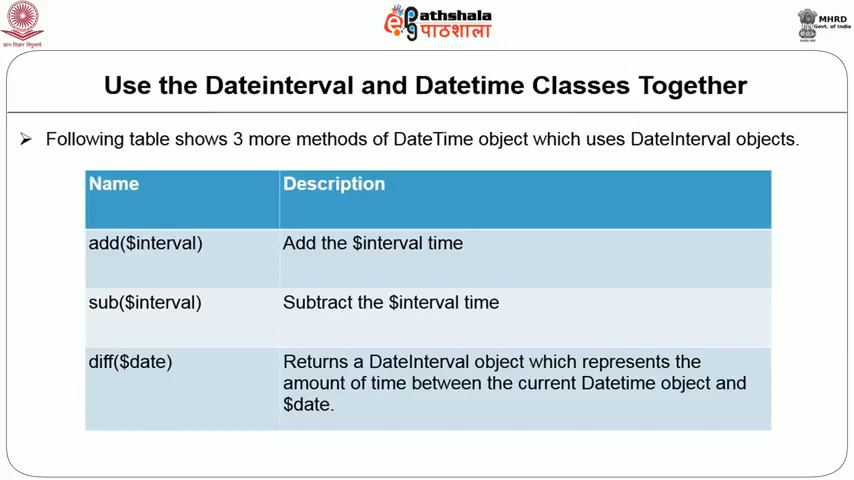 Pathshala
पाठशाला
MHRD
Govt. of India
Use the Dateinterval and Datetime Classes Together
Following table shows 3 more methods of DateTime object which uses DateInterval objects.
Name
Description
add($interval)
Add the $interval time
sub($interval)
Subtract the $interval time
diff($date)
Returns a DateInterval object which represents the
amount of time between the current Datetime object and
$date.